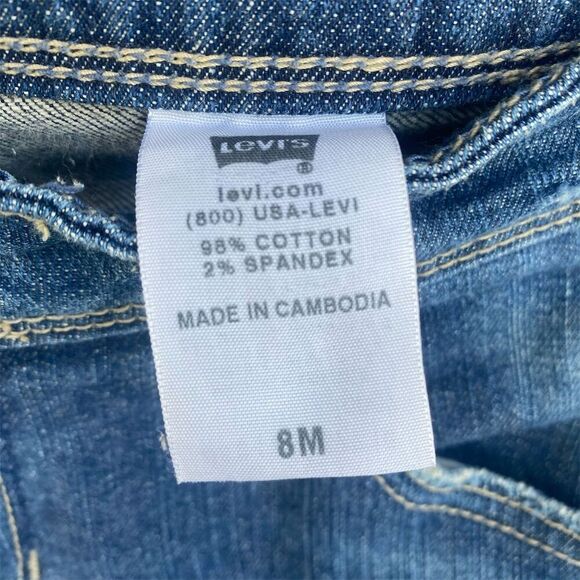 Levi's
®
levi.com
(800) USA-LEVI
98% COTTON
2% SPANDEX
MADE IN CAMBODIA
8M